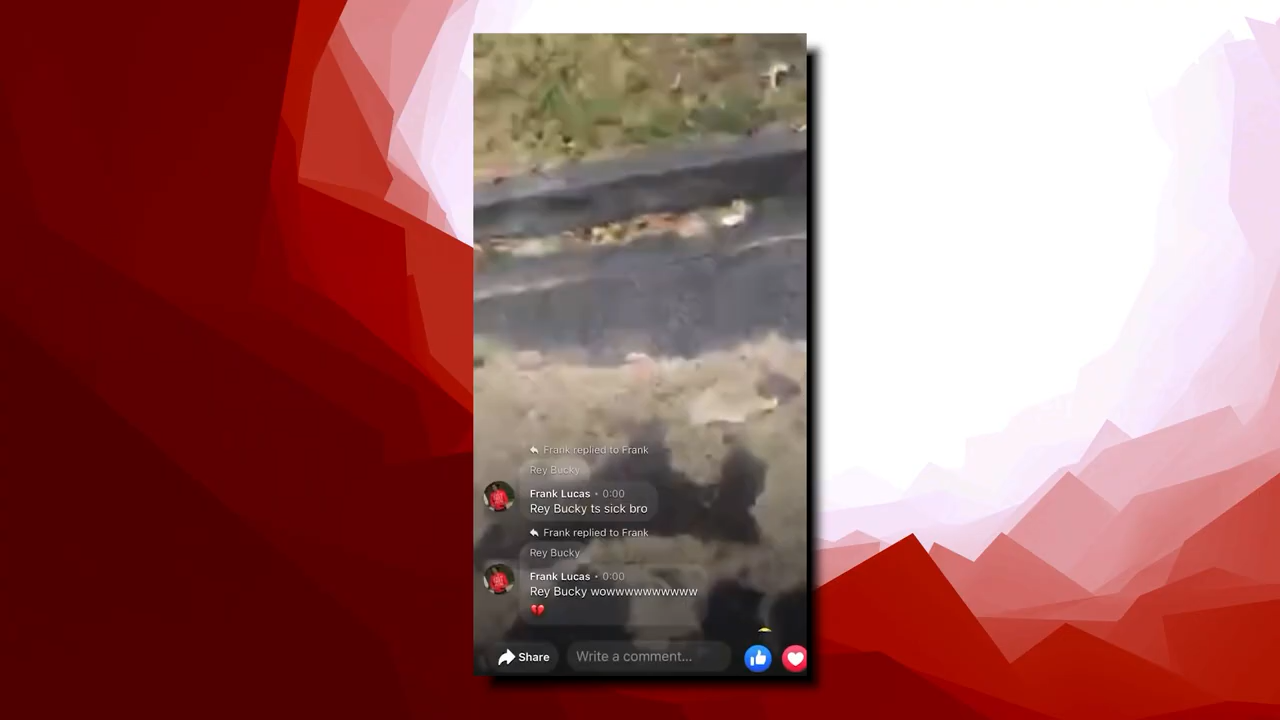 Frank replied to Frank
Rey Bucky
Frank Lucas • 0:00
Rey Bucky ts sick bro
Frank replied to Frank
Rey Bucky
Frank Lucas • 0:00
Rey Bucky wowwwwwwwwww
💔
Share
Write a comment...